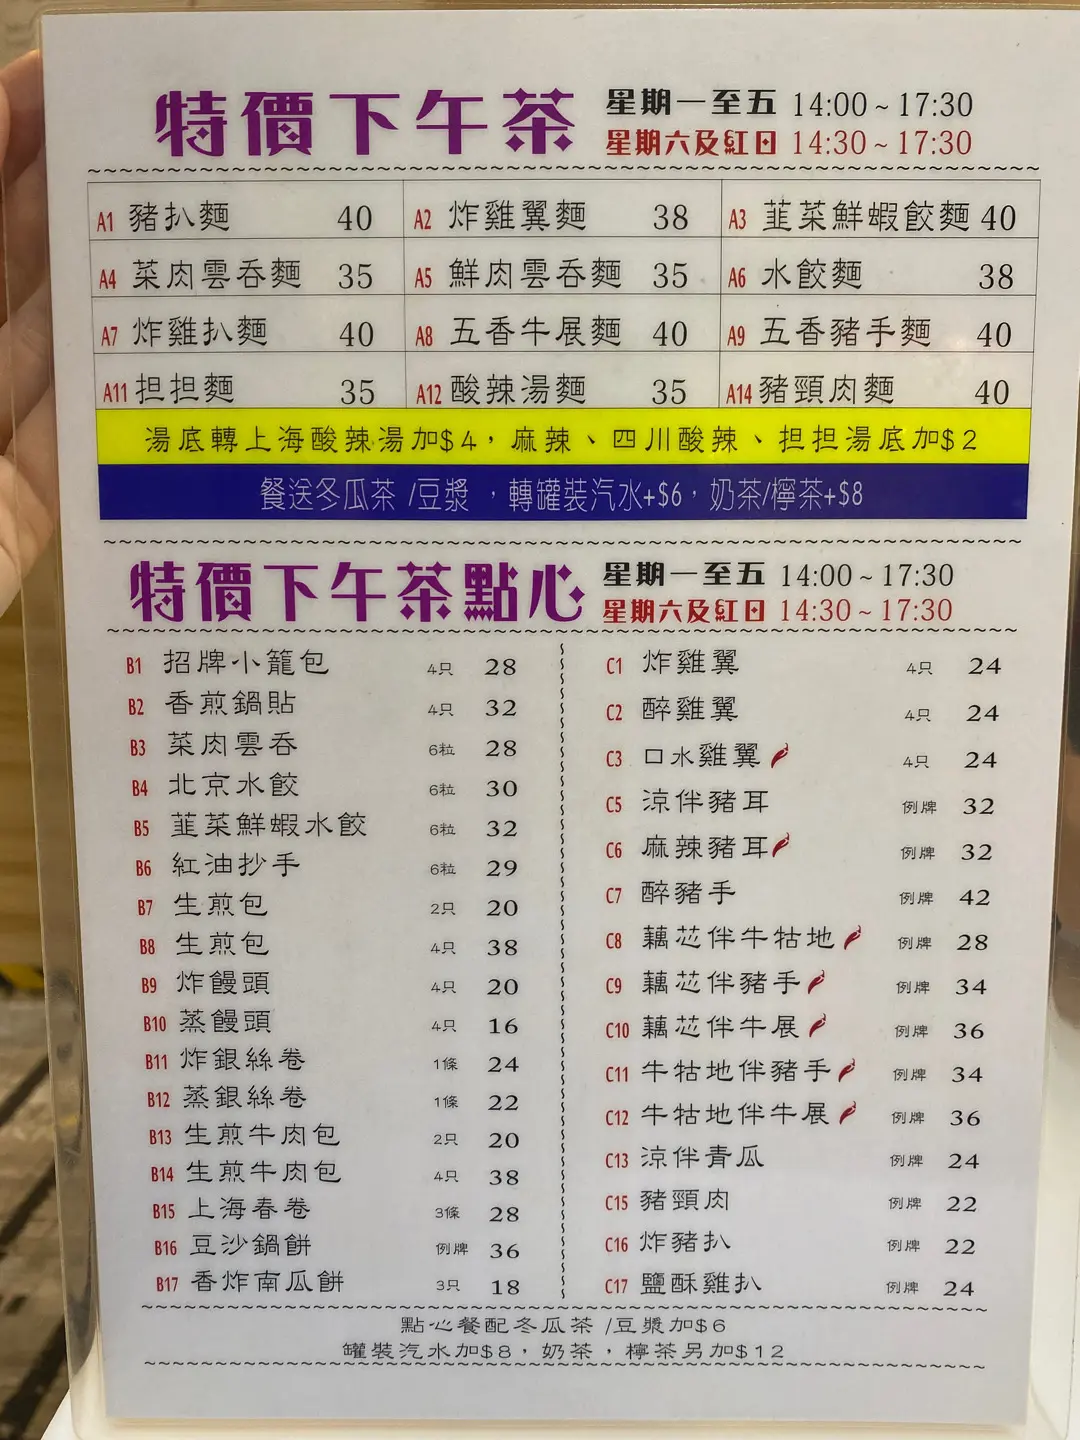 特價下午茶 星期一至五 14:00~17:30
星期六及紅日 14:30~17:30
A1 豬扒麵 40 A2 炸雞翼麵 38 A3 韮菜鮮蝦餃麵 40
A4 菜肉雲吞麵 35 A5 鮮肉雲吞麵 35 A6 水餃麵 38
A7 炸雞扒麵 40 A8 五香牛展麵 40 A9 五香豬手麵 40
A11 担担麵 35 A12 酸辣湯麵 35 A14 豬頸肉麵 40
湯底轉上海酸辣湯加$4，麻辣、四川酸辣、担担湯底加$2
餐送冬瓜茶 /豆漿 ，轉罐裝汽水+$6，奶茶/檸茶+$8
特價下午茶點心 星期一至五 14:00~17:30
星期六及紅日 14:30~17:30
B1 招牌小籠包 4只 28
B2 香煎鍋貼 4只 32
B3 菜肉雲呑 6粒 28
B4 北京水餃 6粒 30
B5 韮菜鮮蝦水餃 6粒 32
B6 紅油抄手 6粒 29
B7 生煎包 2只 20
B8 生煎包 4只 38
B9 炸饅頭 4只 20
B10 蒸饅頭 4只 16
B11 炸銀絲卷 1條 24
B12 蒸銀絲卷 1條 22
B13 生煎牛肉包 2只 20
B14 生煎牛肉包 4只 38
B15 上海春卷 3條 28
B16 豆沙鍋餅 例牌 36
B17 香炸南瓜餅 3只 18
C1 炸雞翼 4只 24
C2 醉雞翼 4只 24
C3 口水雞翼 4只 24
C5 涼伴豬耳 例牌 32
C6 麻辣豬耳 例牌 32
C7 醉豬手 例牌 42
C8 藕芯伴牛牯地 例牌 28
C9 藕芯伴豬手 例牌 34
C10 藕芯伴牛展 例牌 36
C11 牛牯地伴豬手 例牌 34
C12 牛牯地伴牛展 例牌 36
C13 涼伴青瓜 例牌 24
C15 豬頸肉 例牌 22
C16 炸豬扒 例牌 22
C17 鹽酥雞扒 例牌 24
點心餐配冬瓜茶 /豆漿加$6
罐裝汽水加$8，奶茶，檸茶另加$12